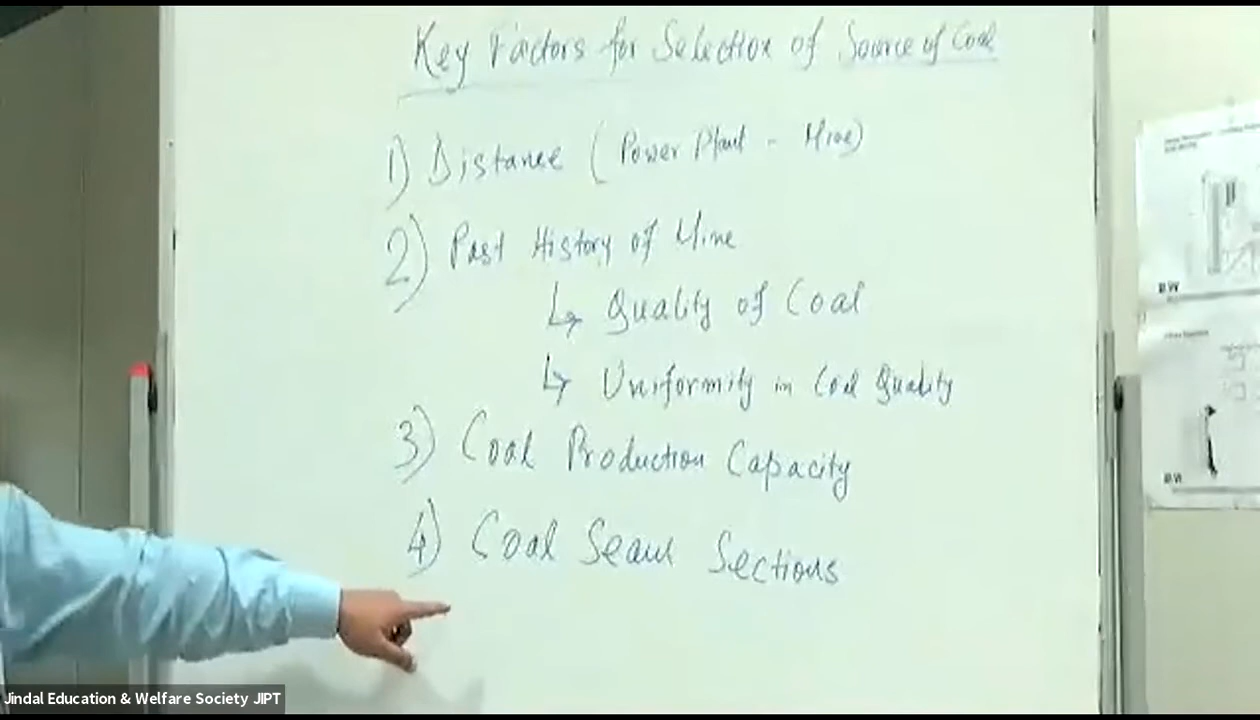 Key Factors for Selection of Source of Coal
1) Distance (Power Plant - Mine)
2) Past History of Mine
↳ Quality of Coal
↳ Uniformity in Coal Quality
3) Coal Production Capacity
4) Coal Seam Sections
B.W
B.W
Jindal Education & Welfare Society JIPT